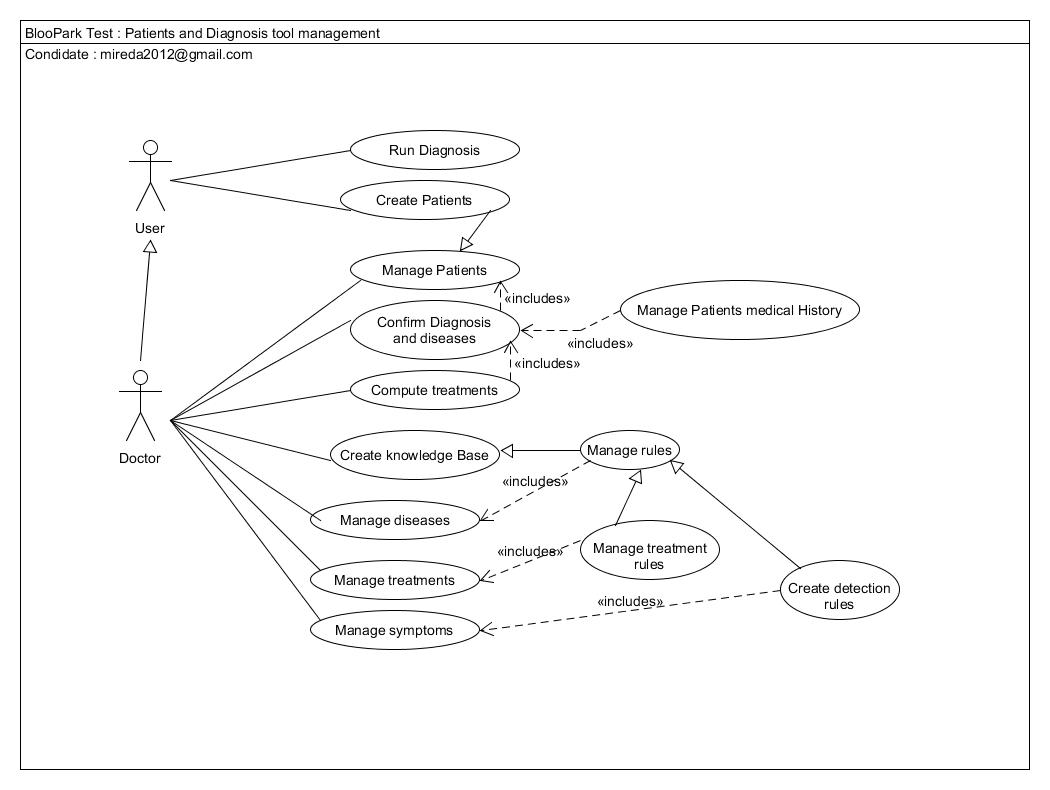 BlooPark Test : Patients and Diagnosis tool management
Condidate : mireda2012@gmail.com
Run Diagnosis
Create Patients
User
Manage Patients
«includes»
Manage Patients medical History
Confirm Diagnosis
and diseases
«includes»
«includes»
Compute treatments
Doctor
Create knowledge Base
Manage rules
«includes»
Manage diseases
«includes»
Manage treatment
rules
Manage treatments
Create detection
rules
«includes»
Manage symptoms